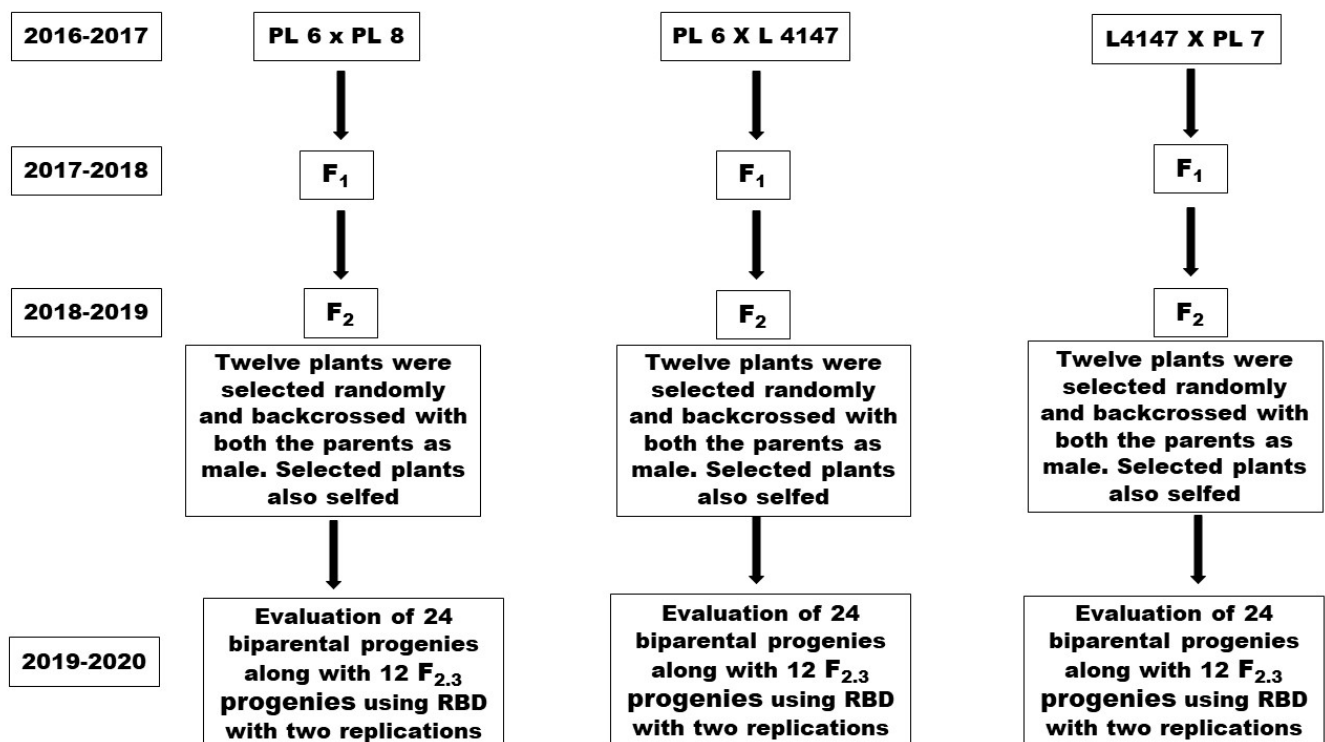 2016-2017
PL 6 x PL 8
PL 6 X L 4147
L4147 X PL 7
2017-2018
F1
F1
F1
2018-2019
F2
F2
F2
Twelve plants were
selected randomly
and backcrossed with
both the parents as
male. Selected plants
also selfed
Twelve plants were
selected randomly
and backcrossed with
both the parents as
male. Selected plants
also selfed
Twelve plants were
selected randomly
and backcrossed with
both the parents as
male. Selected plants
also selfed
2019-2020
Evaluation of 24
biparental progenies
along with 12 F2.3
progenies using RBD
with two replications
Evaluation of 24
biparental progenies
along with 12 F2.3
progenies using RBD
with two replications
Evaluation of 24
biparental progenies
along with 12 F2.3
progenies using RBD
with two replications